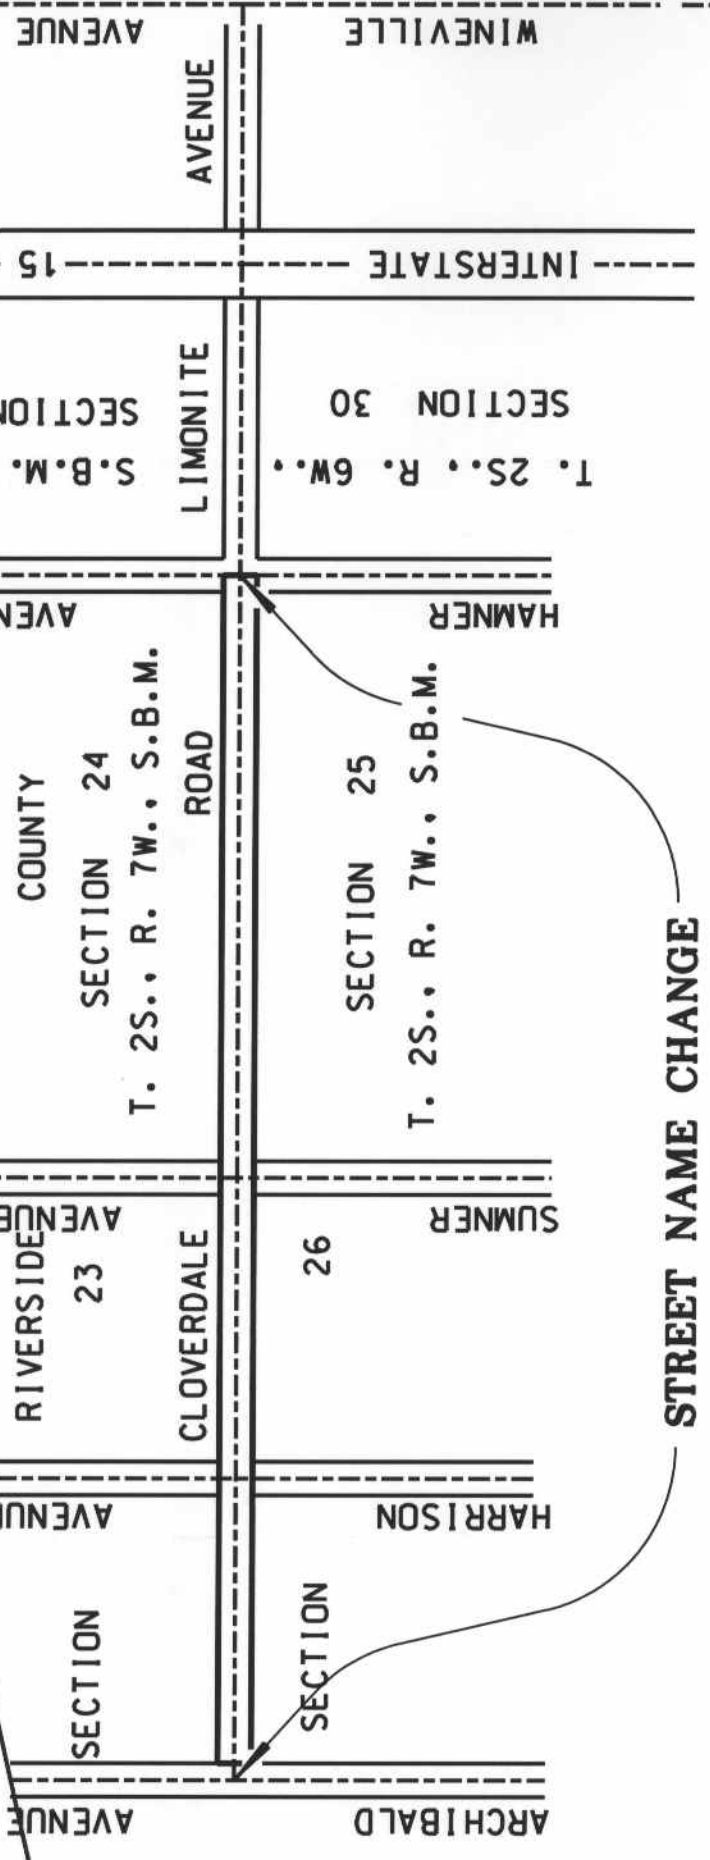 WINEVILLE AVENUE
AVENUE
INTERSTATE 15
LIMONITE
SECTION 30
T. 2S., R. 6W.,
SECTION
S.B.M.
HAMNER
COUNTY
SECTION 24
T. 2S., R. 7W., S.B.M.
ROAD
SECTION 25
T. 2S., R. 7W., S.B.M.
STREET NAME CHANGE
SUMNER AVENUE
RIVERSIDE
23
CLOVERDALE
26
HARRISON
SECTION
SECTION
ARCHIBALD AVENUE